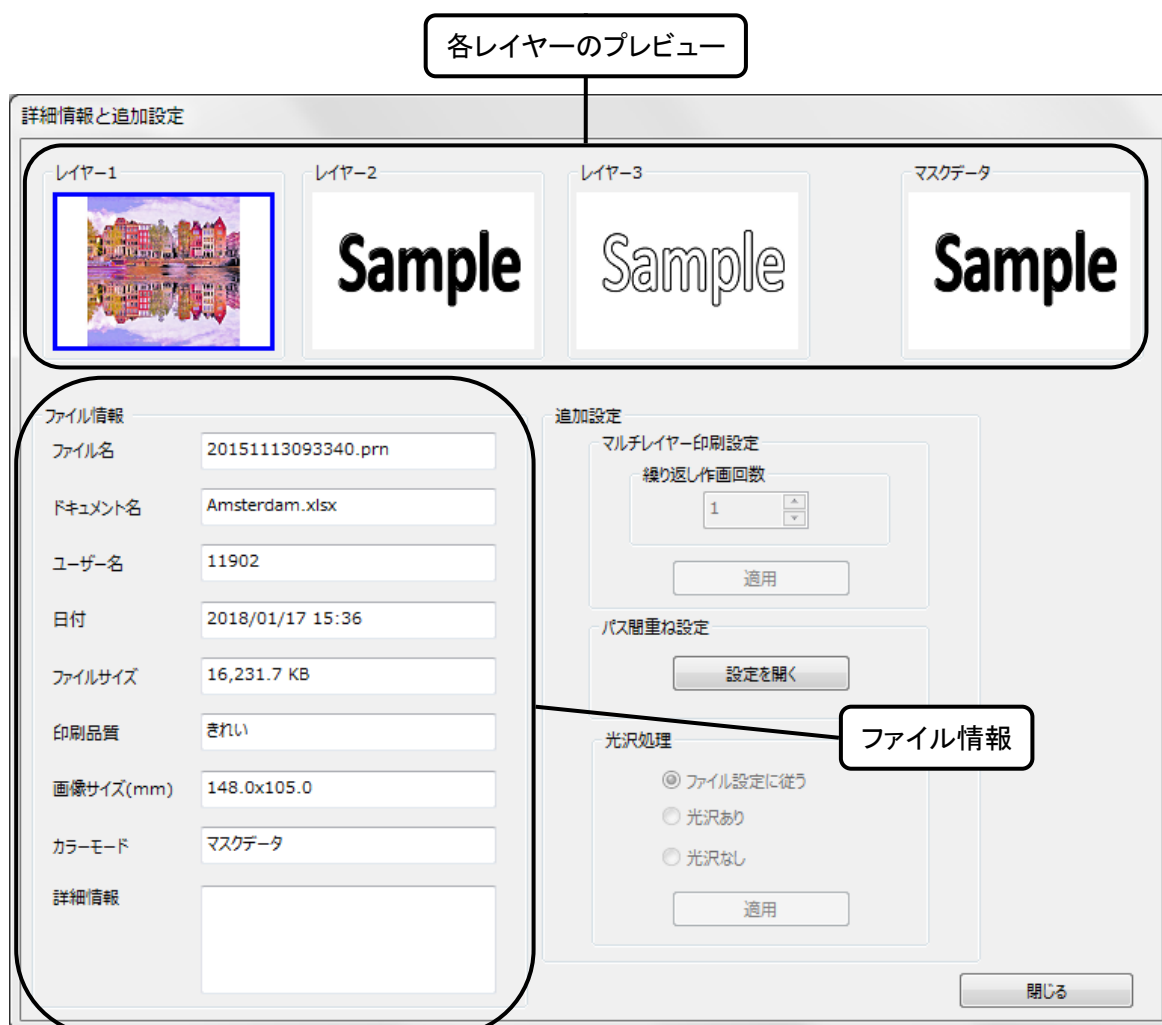 各レイヤーのプレビュー
詳細情報と追加設定
レイヤー1
レイヤー2
レイヤー3
マスクデータ
Sample
Sample
Sample
ファイル情報
ファイル名
20151113093340.prn
ドキュメント名
Amsterdam.xlsx
ユーザー名
11902
日付
2018/01/17 15:36
ファイルサイズ
16,231.7 KB
印刷品質
きれい
画像サイズ(mm)
148.0x105.0
カラーモード
マスクデータ
詳細情報
追加設定
マルチレイヤー印刷設定
繰り返し作画回数
1
適用
パス間重ね設定
設定を開く
ファイル情報
光沢処理
ファイル設定に従う
光沢あり
光沢なし
適用
閉じる